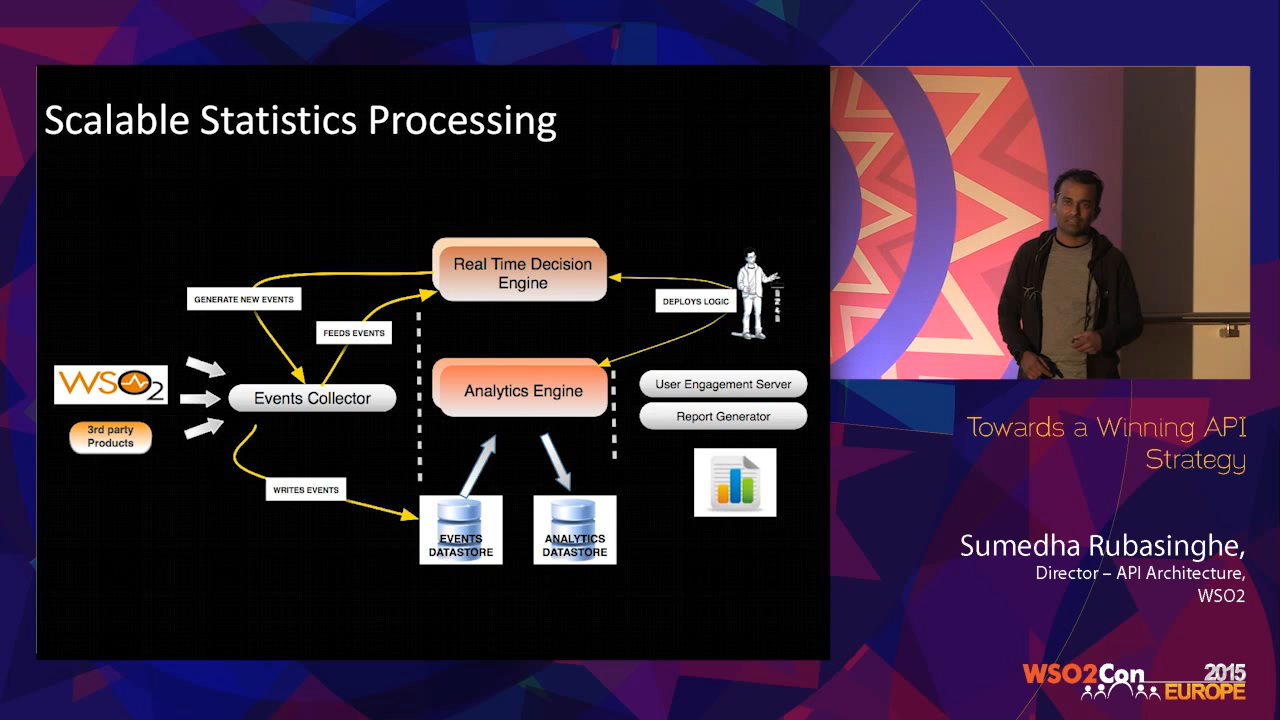 Scalable Statistics Processing
Real Time Decision
Engine
GENERATE NEW EVENTS
DEPLOYS LOGIC
FEEDS EVENTS
WSO2
Events Collector
Analytics Engine
User Engagement Server
Report Generator
3rd party
Products
WRITES EVENTS
EVENTS
DATASTORE
ANALYTICS
DATASTORE
Towards a Winning API
Strategy
Sumedha Rubasinghe,
Director – API Architecture,
WSO2
WSO2Con 2015
EUROPE